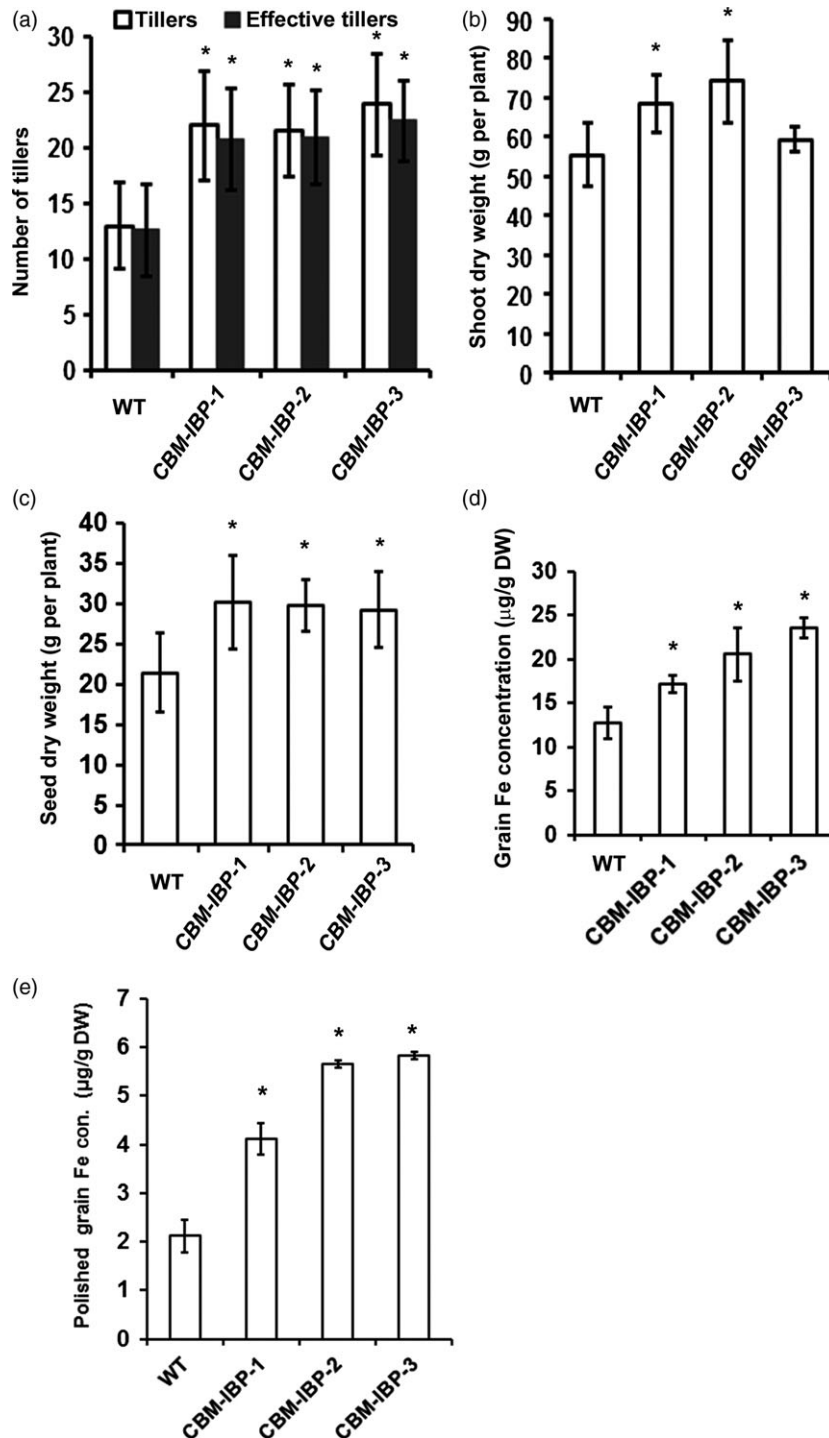 (a)
Tillers Effective tillers
Number of tillers
30
25
20
15
10
5
0
* * * * * *
WT
CBM-IBP-1
CBM-IBP-2
CBM-IBP-3
(b)
Shoot dry weight (g per plant)
90
80
70
60
50
40
30
20
10
0
* *
WT
CBM-IBP-1
CBM-IBP-2
CBM-IBP-3
(c)
Seed dry weight (g per plant)
40
35
30
25
20
15
10
5
0
* * *
WT
CBM-IBP-1
CBM-IBP-2
CBM-IBP-3
(d)
Grain Fe concentration (µg/g DW)
30
25
20
15
10
5
0
* * *
WT
CBM-IBP-1
CBM-IBP-2
CBM-IBP-3
(e)
Polished grain Fe con. (µg/g DW)
7
6
5
4
3
2
1
0
* * *
WT
CBM-IBP-1
CBM-IBP-2
CBM-IBP-3